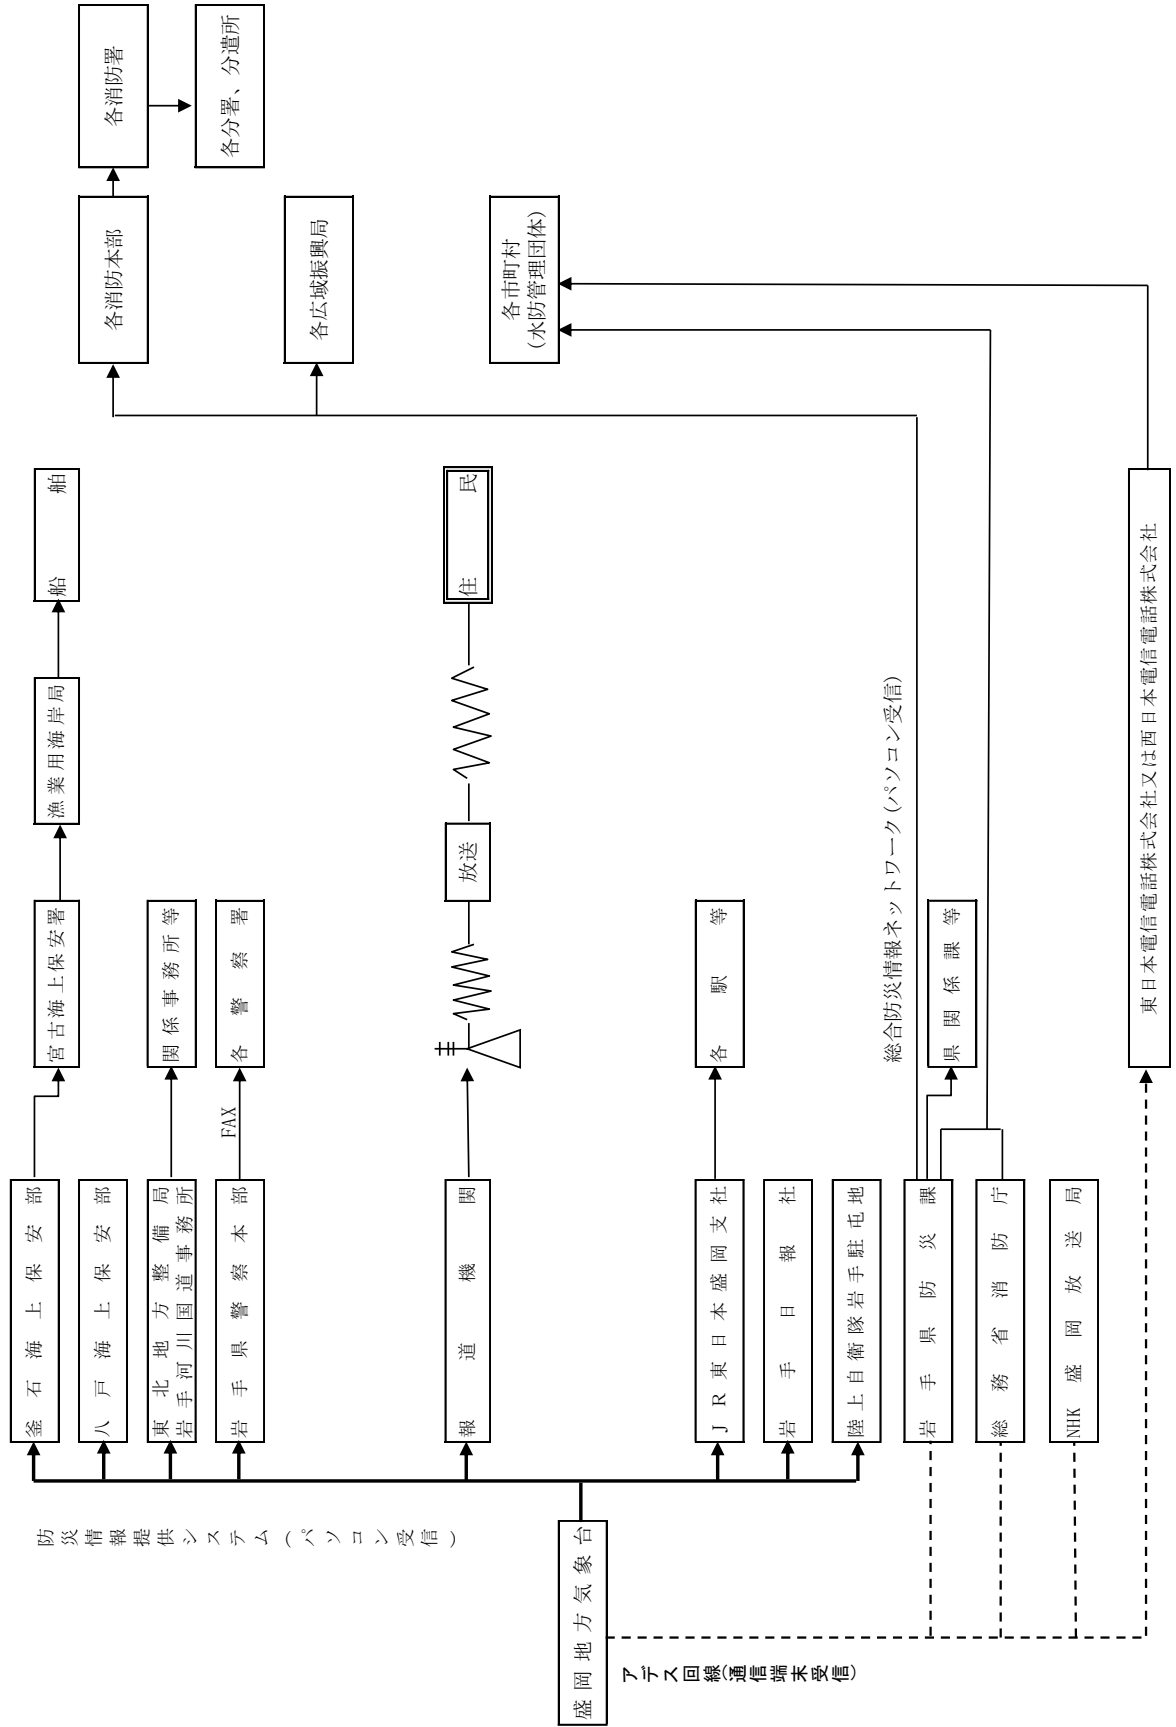 盛岡地方気象台
防災情報提供システム(パソコン受信)
アデス回線(通信端末受信)
釜石海上保安部
八戸海上保安部
東北地方整備局
岩手河川国道事務所
岩手県警察本部
報道機関
JR東日本盛岡支社
岩手日報社
陸上自衛隊岩手駐屯地
岩手県防災課
総務省消防庁
NHK盛岡放送局
FAX
宮古海上保安署
関係事務所等
各警察署
各駅等
総合防災情報ネットワーク(パソコン受信)
県関係課等
東日本電信電話株式会社又は西日本電信電話株式会社
漁業用海岸局
放送
船舶
住民
各消防本部
各広域振興局
各市町村
(水防管理団体)
各消防署
各分署、分遣所